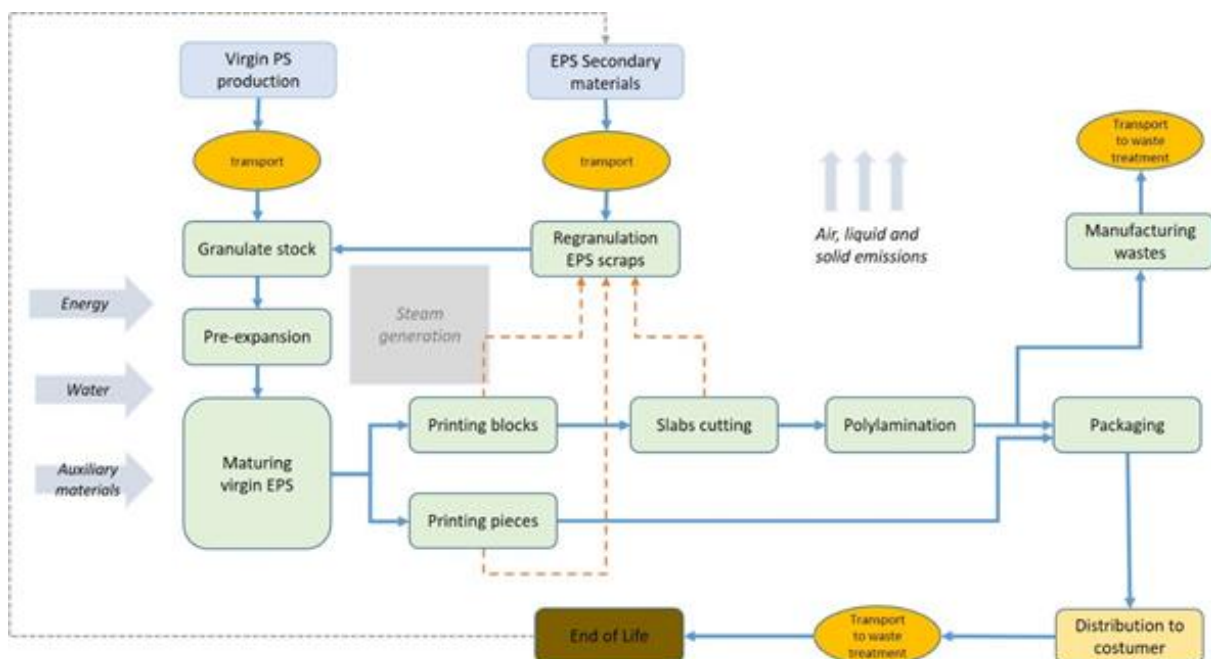 Virgin PS
production
EPS Secondary
materials
transport
transport
Transport
to waste
treatment
Granulate stock
Regranulation
EPS scraps
Air, liquid and
solid emissions
Manufacturing
wastes
Energy
Steam
generation
Pre-expansion
Water
Printing blocks
Slabs cutting
Polylamination
Packaging
Auxiliary
materials
Maturing
virgin EPS
Printing pieces
End of Life
Transport
to waste
treatment
Distribution to
costumer